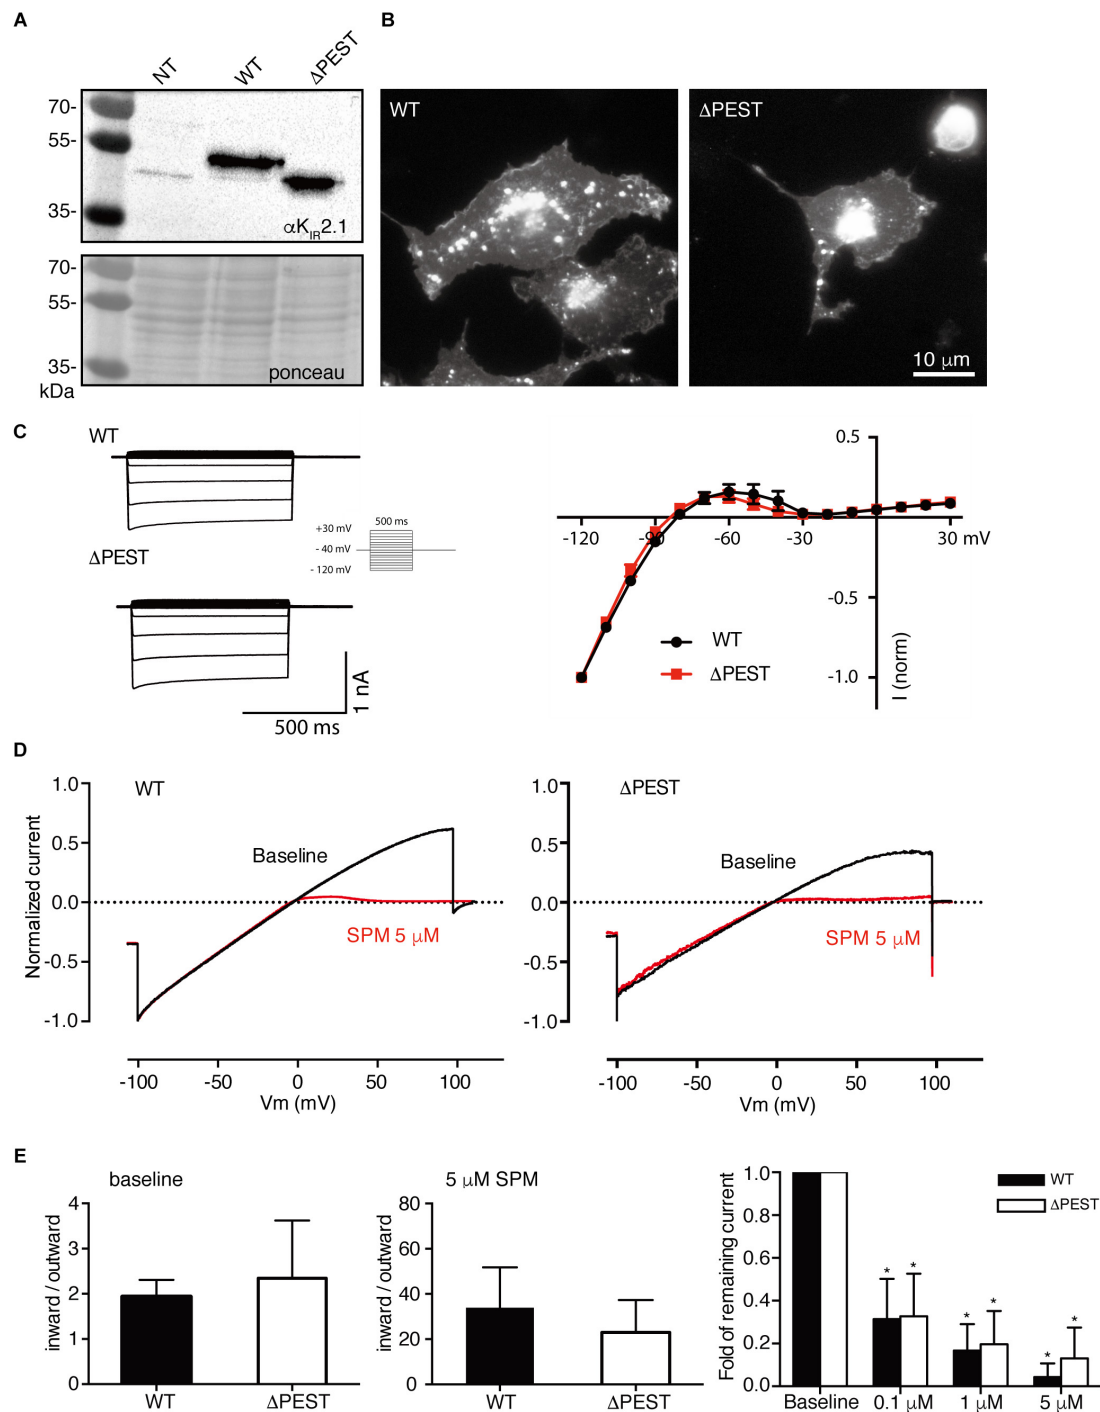 A
NT
WT
ΔPEST
70-
55-
35-
αKIR2.1
70-
55-
35-
kDa
ponceau
B
WT
ΔPEST
10 μm
C
WT
ΔPEST
+30 mV
- 40 mV
- 120 mV
500 ms
1 nA
500 ms
0.5
-120
-90
-60
-30
30 mV
-0.5
-1.0
I (norm)
WT
ΔPEST
D
WT
Normalized current
1.0
0.5
0.0
-0.5
-1.0
Baseline
SPM 5 μM
-100
-50
0
50
100
Vm (mV)
ΔPEST
1.0
0.5
0.0
-0.5
-1.0
Baseline
SPM 5 μM
-100
-50
0
50
100
Vm (mV)
E
baseline
inward / outward
4
3
2
1
0
WT
ΔPEST
5 μM SPM
inward / outward
80
60
40
20
0
WT
ΔPEST
Fold of remaining current
1.0
0.8
0.6
0.4
0.2
0.0
WT
ΔPEST
* *
* *
* *
Baseline
0.1 μM
1 μM
5 μM